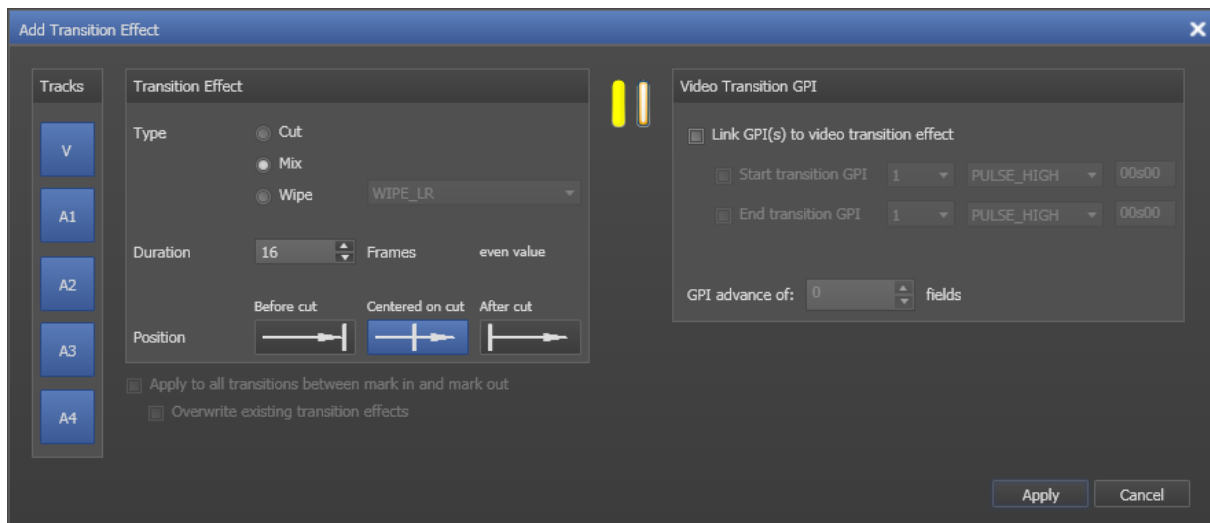 Add Transition Effect
Tracks
V
A1
A2
A3
A4
Transition Effect
Type
Cut
Mix
Wipe WIPE_LR
Duration 16 Frames even value
Before cut Centered on cut After cut
Position
Apply to all transitions between mark in and mark out
Overwrite existing transition effects
Video Transition GPI
Link GPI(s) to video transition effect
Start transition GPI 1 PULSE_HIGH 00s00
End transition GPI 1 PULSE_HIGH 00s00
GPI advance of: 0 fields
Apply Cancel